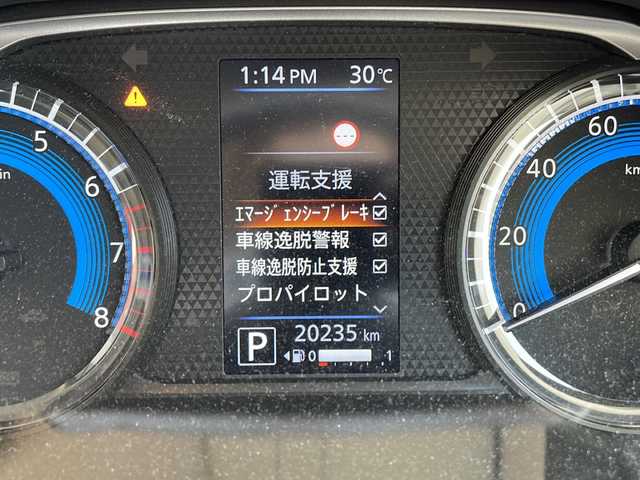 1:14 PM 30℃
運転支援
エマージェンシーブレーキ
車線逸脱警報
車線逸脱防止支援
プロパイロット
20235 km
P
0 1
5
6
7
8
in
60
40
20
0
km